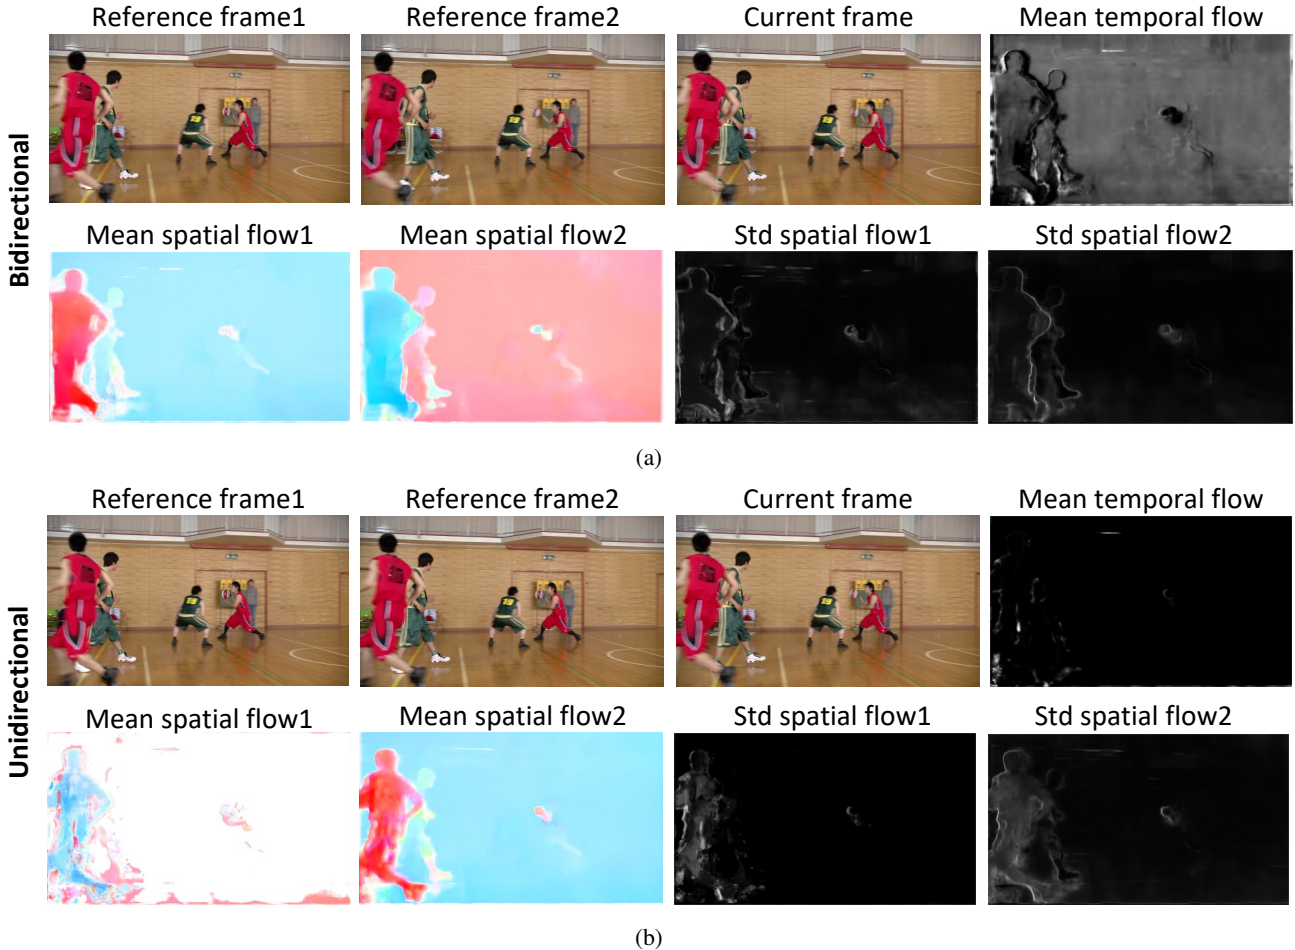 Reference frame1 Reference frame2 Current frame Mean temporal flow
Bidirectional
Mean spatial flow1 Mean spatial flow2 Std spatial flow1 Std spatial flow2
(a)
Reference frame1 Reference frame2 Current frame Mean temporal flow
Unidirectional
Mean spatial flow1 Mean spatial flow2 Std spatial flow1 Std spatial flow2
(b)